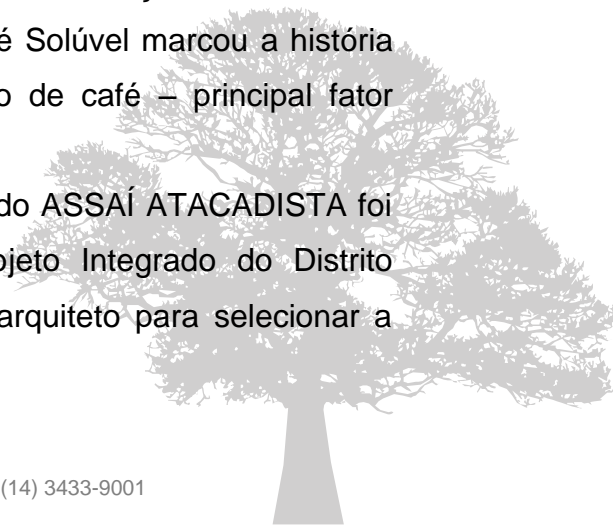 é Solúvel marcou a história
o de café – principal fator
do ASSAÍ ATACADISTA foi
ojeto Integrado do Distrito
arquiteto para selecionar a
(14) 3433-9001